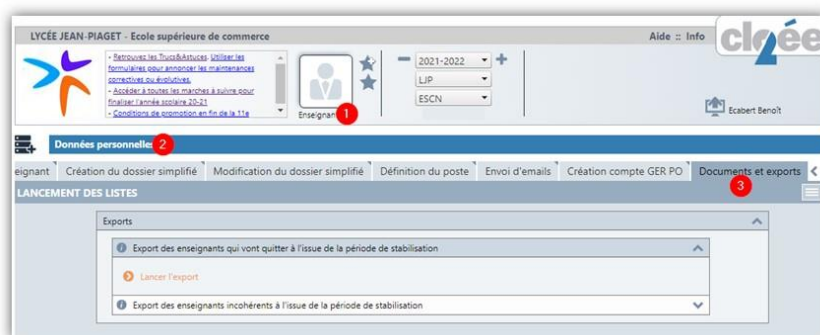 LYCÉE JEAN-PIAGET - Ecole supérieure de commerce
Aide :: Info
cloée
2
- Retrouvez les Trucs&Astuces. Utiliser les
formulaires pour annoncer les maintenances
correctives ou évolutives.
- Accéder à toutes les marches à suivre pour
finaliser l'année scolaire 20-21
- Conditions de promotion en fin de la 11e
Enseignant
1
2021-2022
LJP
ESCN
Ecabert Benoît
Données personnelles
2
eignant
Création du dossier simplifié
Modification du dossier simplifié
Définition du poste
Envoi d'emails
Création compte GER PO
Documents et exports
3
LANCEMENT DES LISTES
Exports
Export des enseignants qui vont quitter à l'issue de la période de stabilisation
Lancer l'export
Export des enseignants incohérents à l'issue de la période de stabilisation